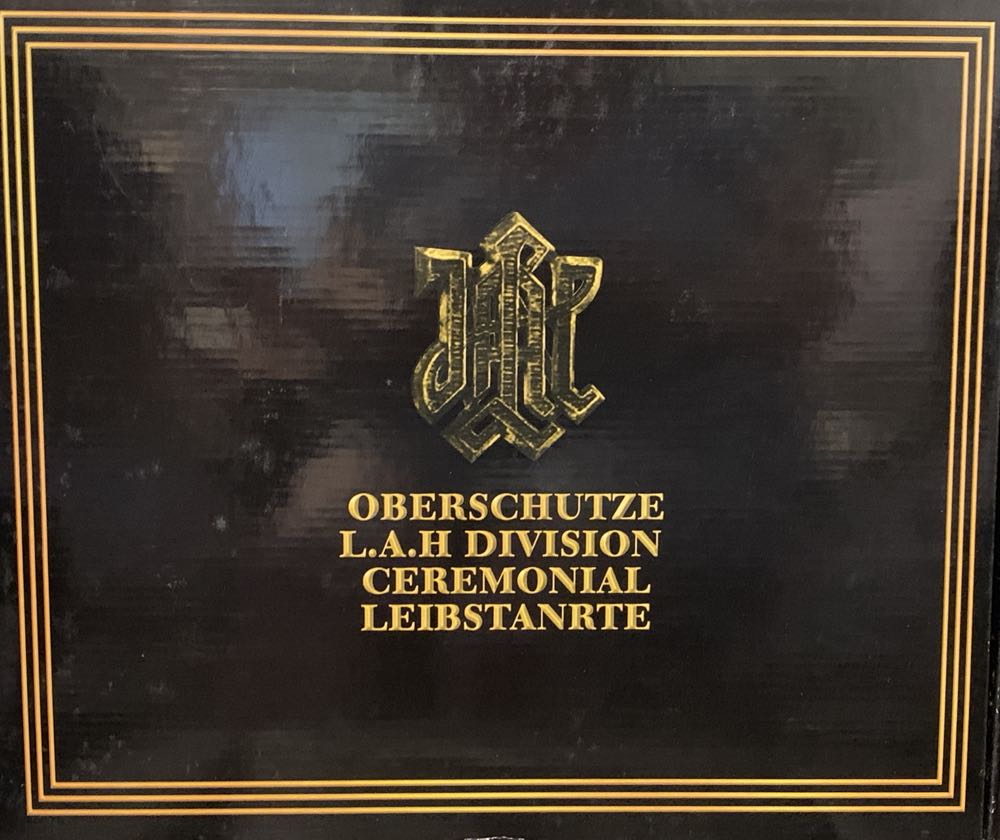 OBERSCHUTZE
L.A.H DIVISION
CEREMONIAL
LEIBSTANRTE